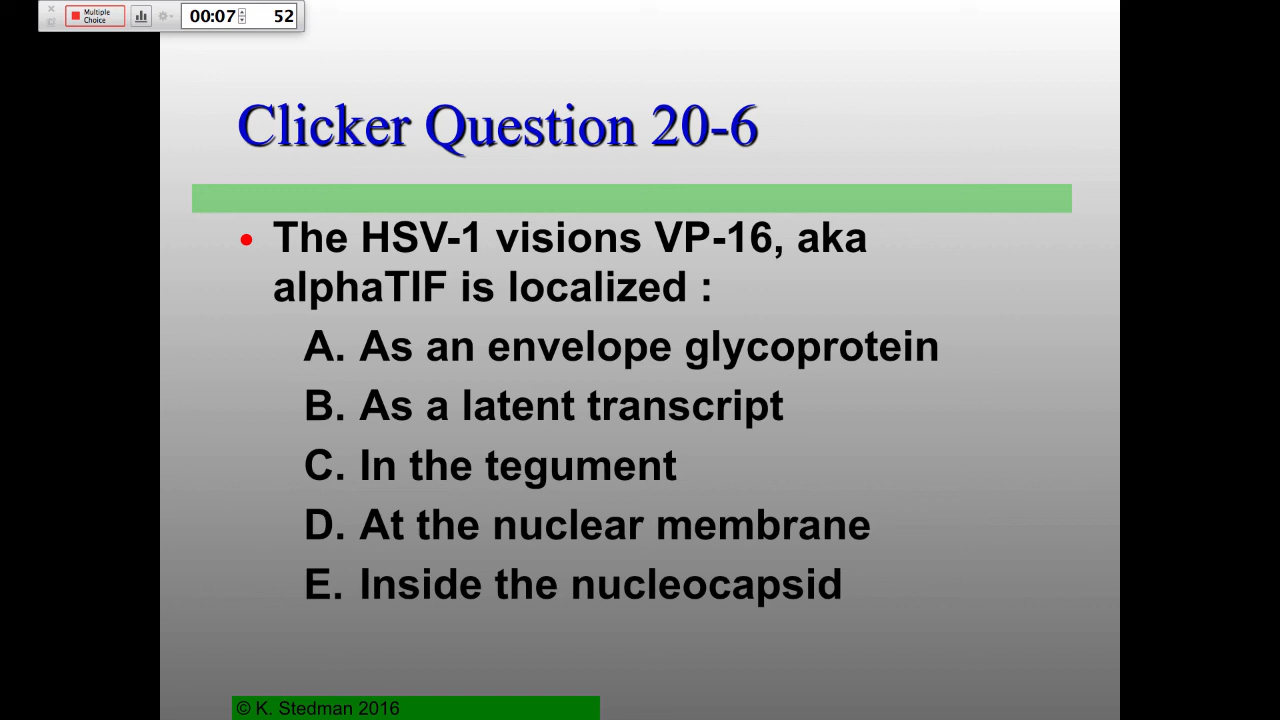 Multiple
Choice
00:07
52
Clicker Question 20-6
• The HSV-1 visions VP-16, aka
alphaTIF is localized :
A. As an envelope glycoprotein
B. As a latent transcript
C. In the tegument
D. At the nuclear membrane
E. Inside the nucleocapsid
© K. Stedman 2016